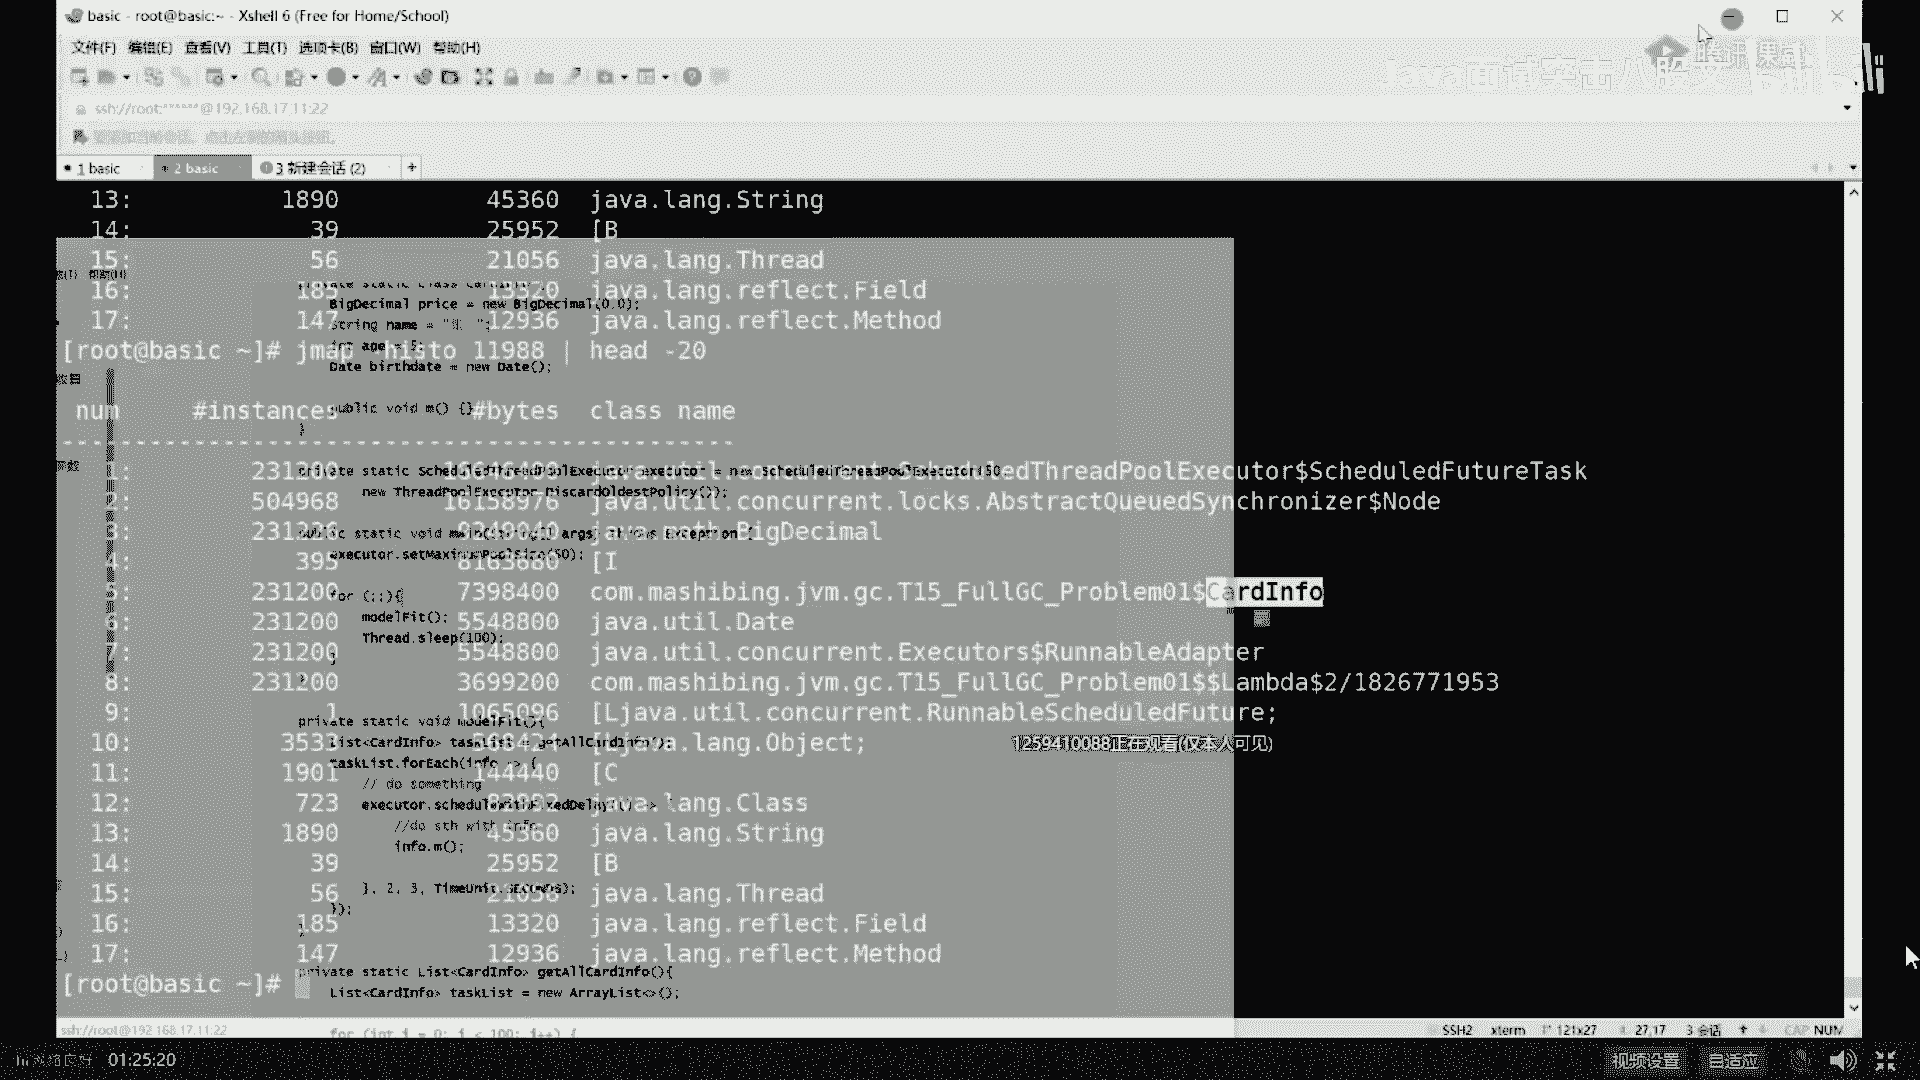 basic - root@basic:~ - Xshell 6 (Free for Home/School)
文件(F) 编辑(E) 查看(V) 工具(T) 选项卡(B) 窗口(W) 帮助(H)
ssh://root:******@192.168.17.11:22
1 basic 2 basic 3 新建会话 (2) +
13: 1890 45360 java.lang.String
14: 39 25952 [B
15: 56 21056 java.lang.Thread
16: 185 13320 java.lang.reflect.Field
BigDecimal price = new BigDecimal(0.0);
17: 147 12936 java.lang.reflect.Method
String name =
[root@basic ~]# jmap -histo 11988 | head -20
Date birthdate = new Date();
num #instances #bytes class name
public void m() {}
}
1: 231200 java.util.concurrent.ScheduledThreadPoolExecutor$ScheduledFutureTask
private static ScheduledThreadPoolExecutor executor = new ScheduledThreadPoolExecutor(50,
new ThreadPoolExecutor.DiscardOldestPolicy());
2: 504968 16158976 java.util.concurrent.locks.AbstractQueuedSynchronizer$Node
3: java.math.BigDecimal
public static void main(String[] args) throws Exception {
executor.setMaximumPoolSize(50);
4: 395 8163680 [I
5: 231200 7398400 com.mashibing.jvm.gc.T15_FullGC_Problem01$CardInfo
for (;;){
modelFit();
6: 231200 5548800 java.util.Date
Thread.sleep(100);
}
7: 231200 5548800 java.util.concurrent.Executors$RunnableAdapter
8: 231200 3699200 com.mashibing.jvm.gc.T15_FullGC_Problem01$$Lambda$2/1826771953
9: 1 1065096 [Ljava.util.concurrent.RunnableScheduledFuture;
private static void modelFit(){
List<CardInfo> taskList = getAllCardInfo();
10: 3533 568424 [Ljava.lang.Object;
1259410088正在观看(仅本人可见)
taskList.forEach(info -> {
11: 1901 144440 [C
// do something
12: 723 java.lang.Class
executor.scheduleWithFixedDelay(() -> {
//do sth with info
13: 1890 45360 java.lang.String
info.m();
14: 39 25952 [B
15: 56 21056 java.lang.Thread
}, 2, 3, TimeUnit.SECONDS);
});
16: 185 13320 java.lang.reflect.Field
17: 147 12936 java.lang.reflect.Method
[root@basic ~]#
private static List<CardInfo> getAllCardInfo(){
List<CardInfo> taskList = new ArrayList<>();
for (int i = 0; i < 100; i++) {
ssh://root@192.168.17.11:22 SSH2 xterm 121x27 27,17 3 会话 CAP NUM
01:25:20 视频设置 自适应